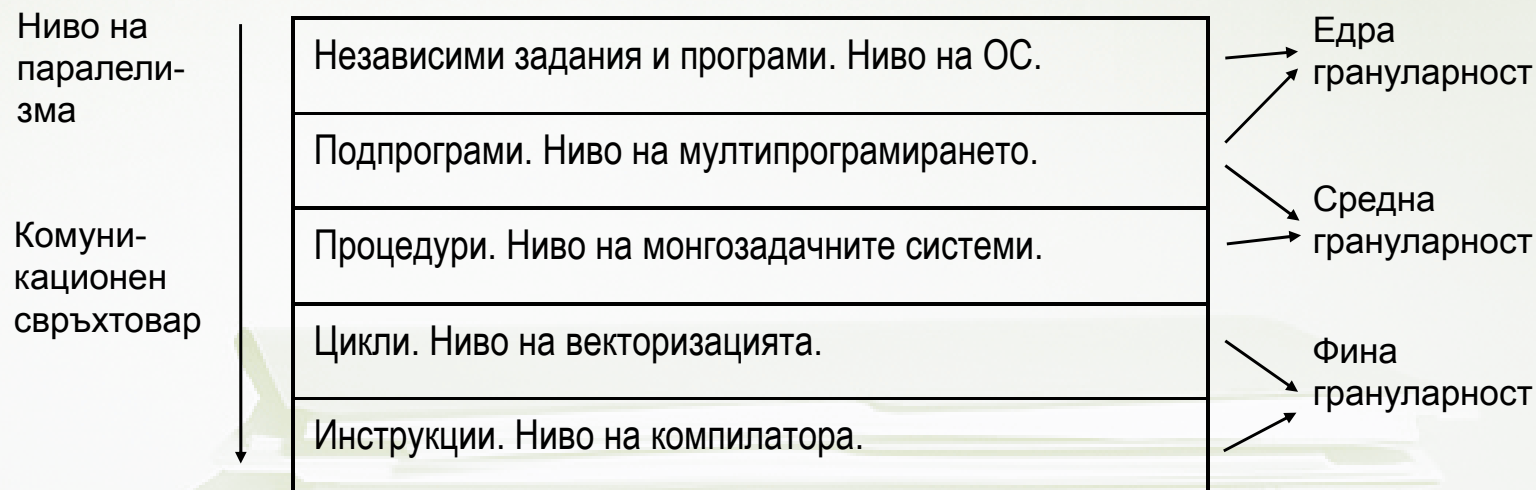 Ниво на
паралели-
зма
Комуни-
кационен
свръхтовар
Независими задания и програми. Ниво на ОС.
Подпрограми. Ниво на мултипрограмирането.
Процедури. Ниво на монгозадачните системи.
Цикли. Ниво на векторизацията.
Инструкции. Ниво на компилатора.
Едра
грануларност
Средна
грануларност
Фина
грануларност